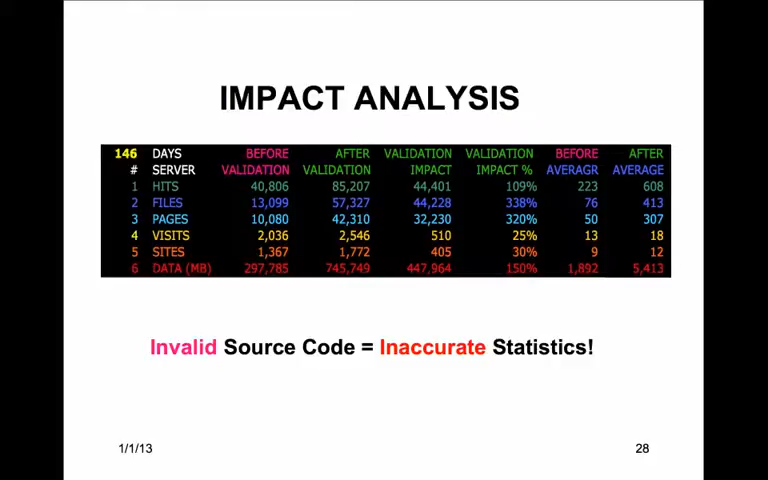 IMPACT ANALYSIS
146 DAYS BEFORE AFTER VALIDATION VALIDATION BEFORE AFTER
# SERVER VALIDATION VALIDATION IMPACT IMPACT % AVERAGR AVERAGE
1 HITS 40,806 85,207 44,401 109% 223 608
2 FILES 13,099 57,327 44,228 338% 76 413
3 PAGES 10,080 42,310 32,230 320% 50 307
4 VISITS 2,036 2,546 510 25% 13 18
5 SITES 1,367 1,772 405 30% 9 12
6 DATA (MB) 297,785 745,749 447,964 150% 1,892 5,413
Invalid Source Code = Inaccurate Statistics!
1/1/13 28